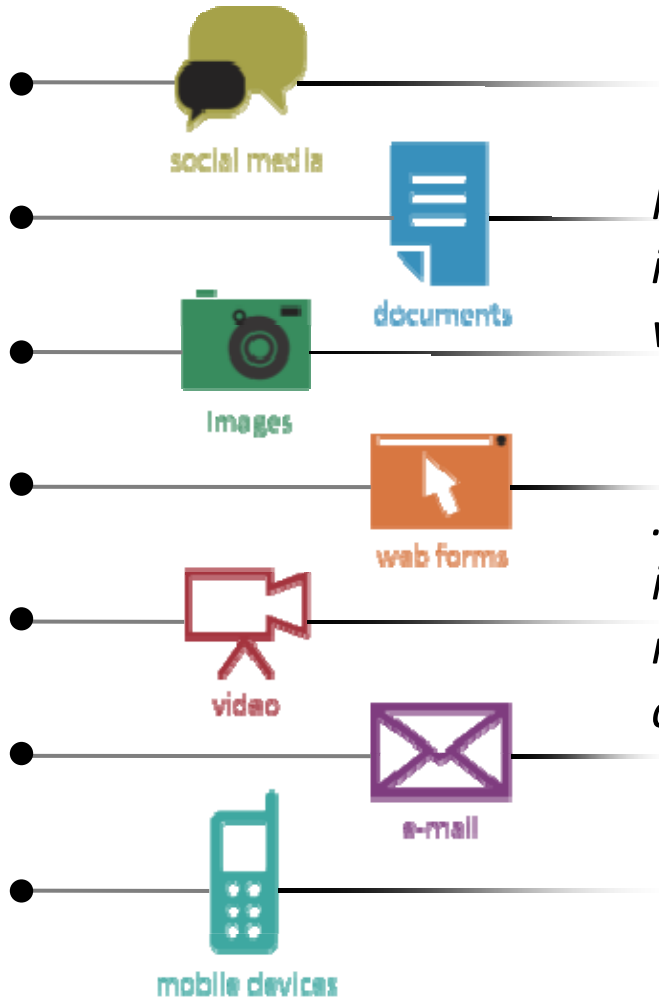 social media
documents
images
web forms
video
e-mail
mobile devices